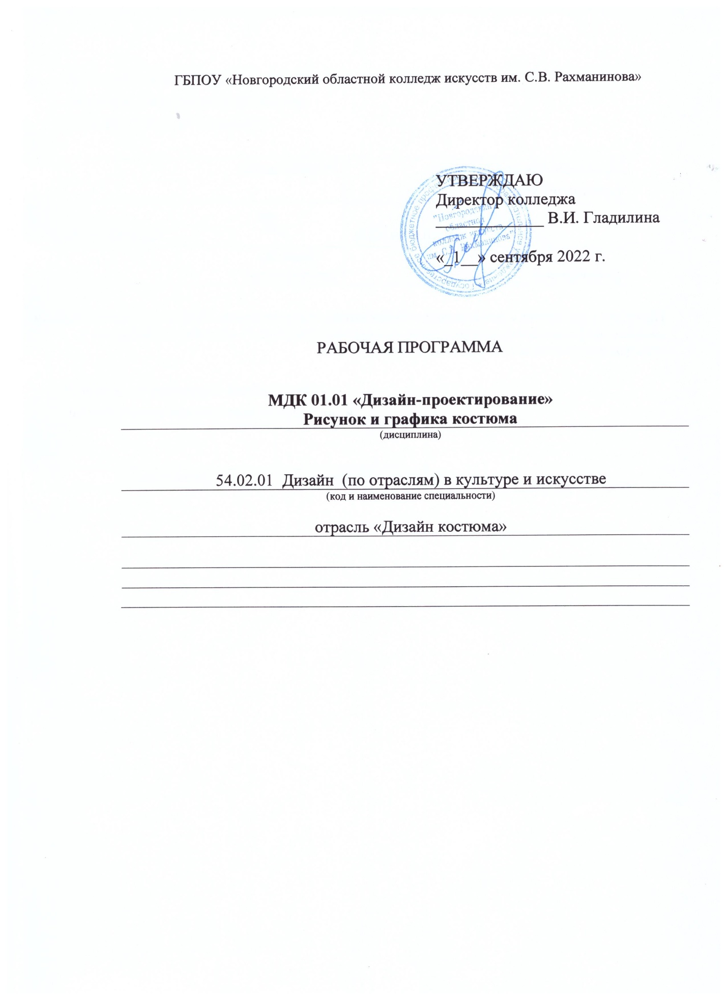 ГБПОУ «Новгородский областной колледж искусств им. С.В. Рахманинова»
УТВЕРЖДАЮ
Директор колледжа
_____________ В.И. Гладилина
«_1__» сентября 2022 г.
"Новгородский
областной
колледж искусств
им. С.В. Рахманинова"
РАБОЧАЯ ПРОГРАММА
МДК 01.01 «Дизайн-проектирование»
Рисунок и графика костюма
(дисциплина)
54.02.01 Дизайн (по отраслям) в культуре и искусстве
(код и наименование специальности)
отрасль «Дизайн костюма»